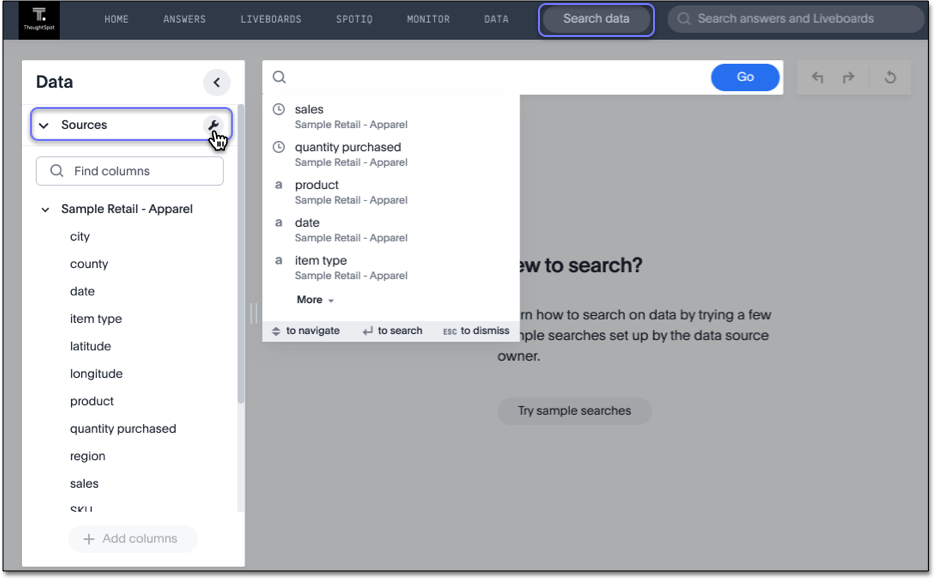 T.
ThoughtSpot
HOME
ANSWERS
LIVEBOARDS
SPOTIQ
MONITOR
DATA
Search data
Search answers and Liveboards
Data
Sources
Find columns
Sample Retail - Apparel
city
county
date
item type
latitude
longitude
product
quantity purchased
region
sales
SKU
Add columns
Go
sales
Sample Retail - Apparel
quantity purchased
Sample Retail - Apparel
a product
Sample Retail - Apparel
a date
Sample Retail - Apparel
a item type
Sample Retail - Apparel
More
to navigate
to search
ESC to dismiss
to search?
how to search on data by trying a few
searches set up by the data source
owner.
Try sample searches